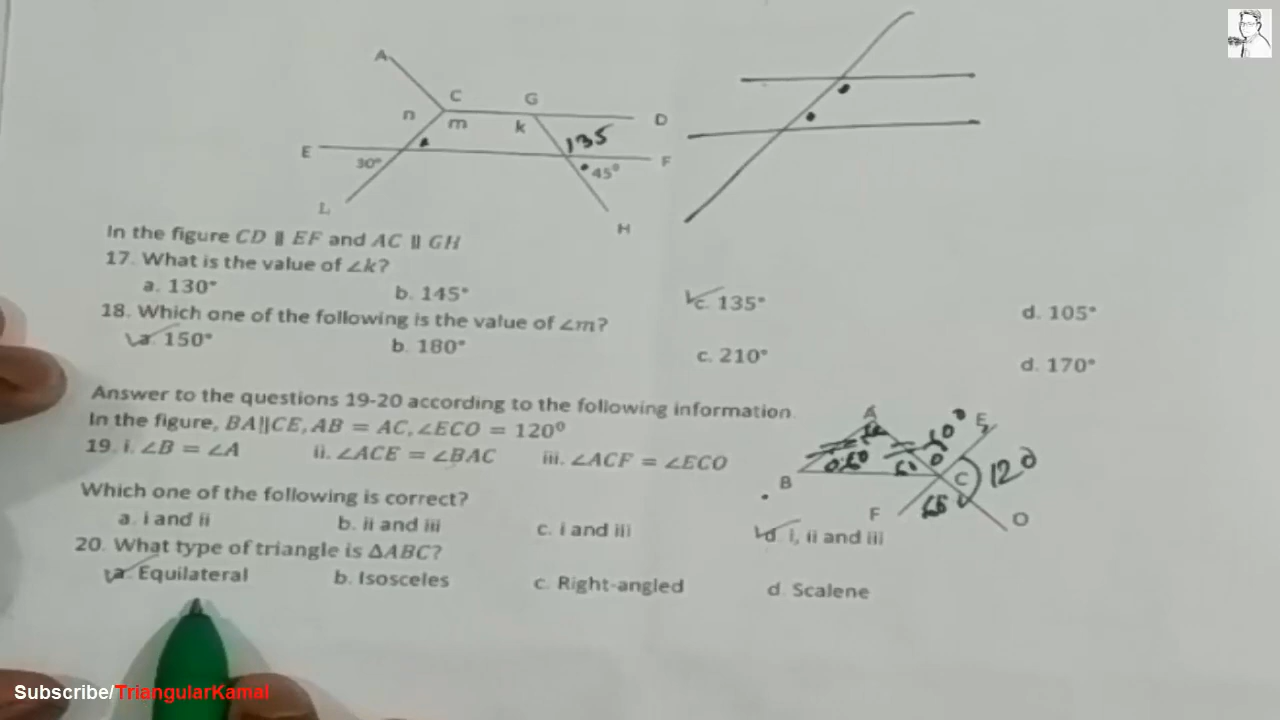 A
C
G
D
n
m
k
135
E
F
30°
45°
L
H
In the figure CD ∥ EF and AC ∥ GH
17. What is the value of ∠k?
a. 130° b. 145° c. 135° d. 105°
18. Which one of the following is the value of ∠m?
a. 150° b. 180° c. 210° d. 170°
Answer to the questions 19-20 according to the following information
In the figure, BA∥CE, AB = AC, ∠ECO = 120⁰
19. i. ∠B = ∠A ii. ∠ACE = ∠BAC iii. ∠ACF = ∠ECO
A
E
60
60
B
C
120
F
O
Which one of the following is correct?
a. i and ii b. ii and iii c. i and iii d. i, ii and iii
20. What type of triangle is ΔABC?
a. Equilateral b. Isosceles c. Right-angled d. Scalene
Subscribe/TriangularKamal